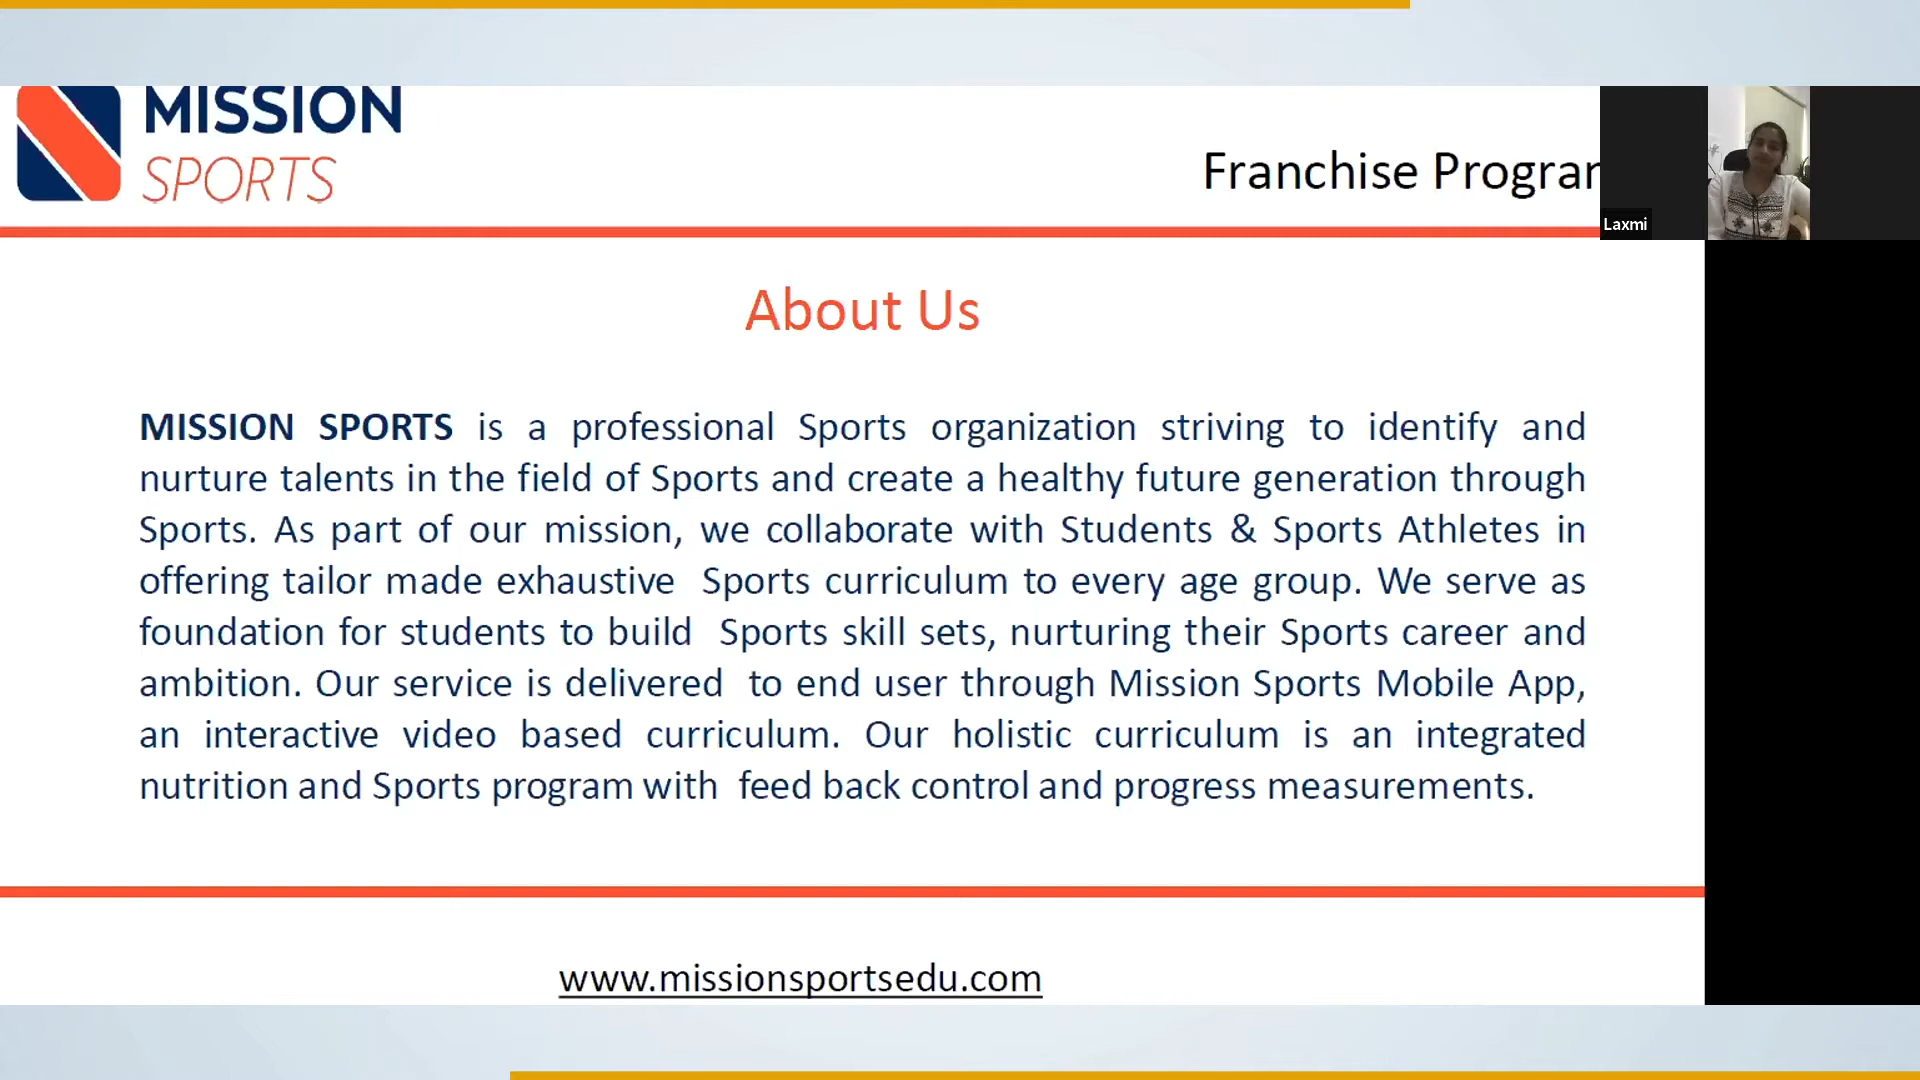 MISSION
SPORTS
Franchise Progra
Laxmi
About Us
MISSION SPORTS is a professional Sports organization striving to identify and
nurture talents in the field of Sports and create a healthy future generation through
Sports. As part of our mission, we collaborate with Students & Sports Athletes in
offering tailor made exhaustive Sports curriculum to every age group. We serve as
foundation for students to build Sports skill sets, nurturing their Sports career and
ambition. Our service is delivered to end user through Mission Sports Mobile App,
an interactive video based curriculum. Our holistic curriculum is an integrated
nutrition and Sports program with feed back control and progress measurements.
www.missionsportsedu.com